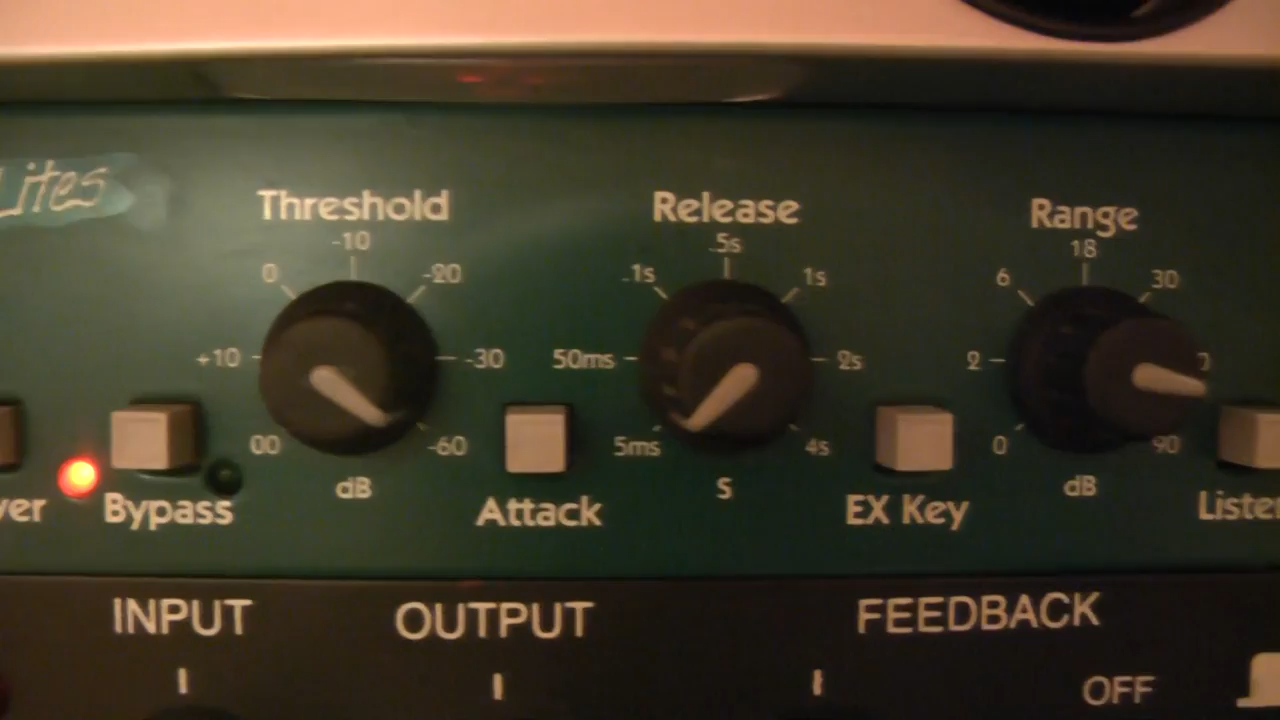 Lites
Threshold
Release
Range
-10
.5s
18
0
-20
.1s
1s
6
30
+10
-30
50ms
2s
2
00
-60
5ms
4s
0
90
dB
S
dB
Bypass
Attack
EX Key
INPUT
OUTPUT
FEEDBACK
OFF